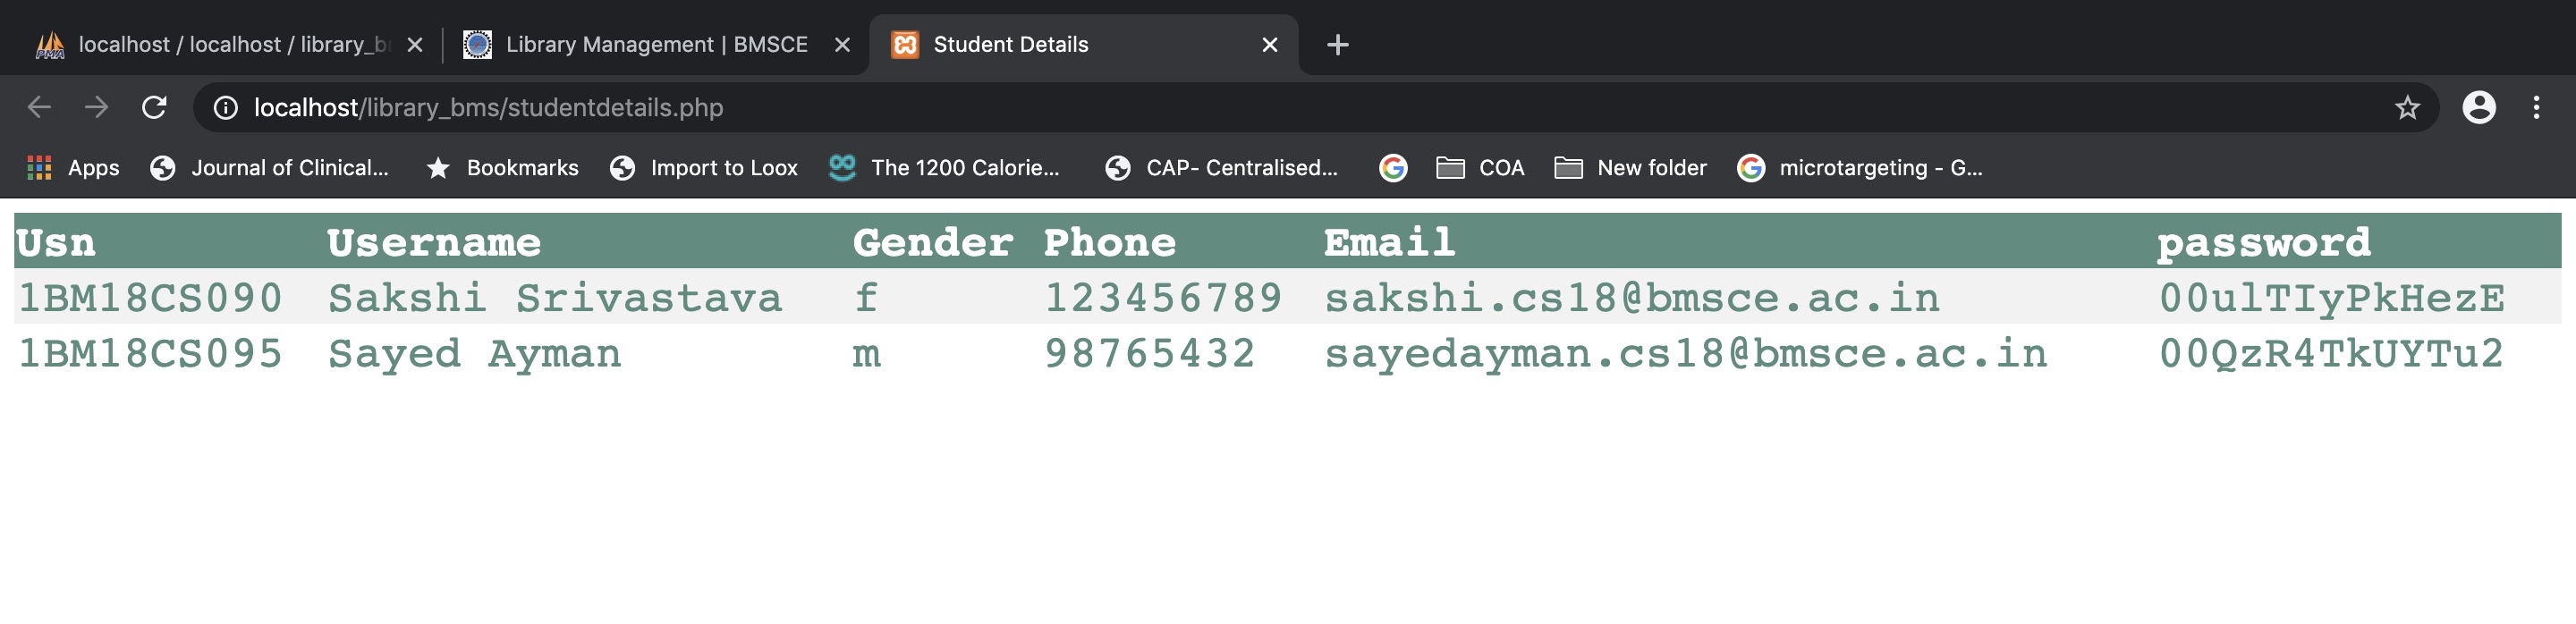 localhost / localhost / library_b
Library Management | BMSCE
Student Details
localhost/library_bms/studentdetails.php
Apps Journal of Clinical... Bookmarks Import to Loox The 1200 Calorie... CAP- Centralised... COA New folder microtargeting - G...
Usn Username Gender Phone Email password
1BM18CS090 Sakshi Srivastava f 123456789 sakshi.cs18@bmsce.ac.in 00ulTIyPkHezE
1BM18CS095 Sayed Ayman m 98765432 sayedayman.cs18@bmsce.ac.in 00QzR4TkUYTu2